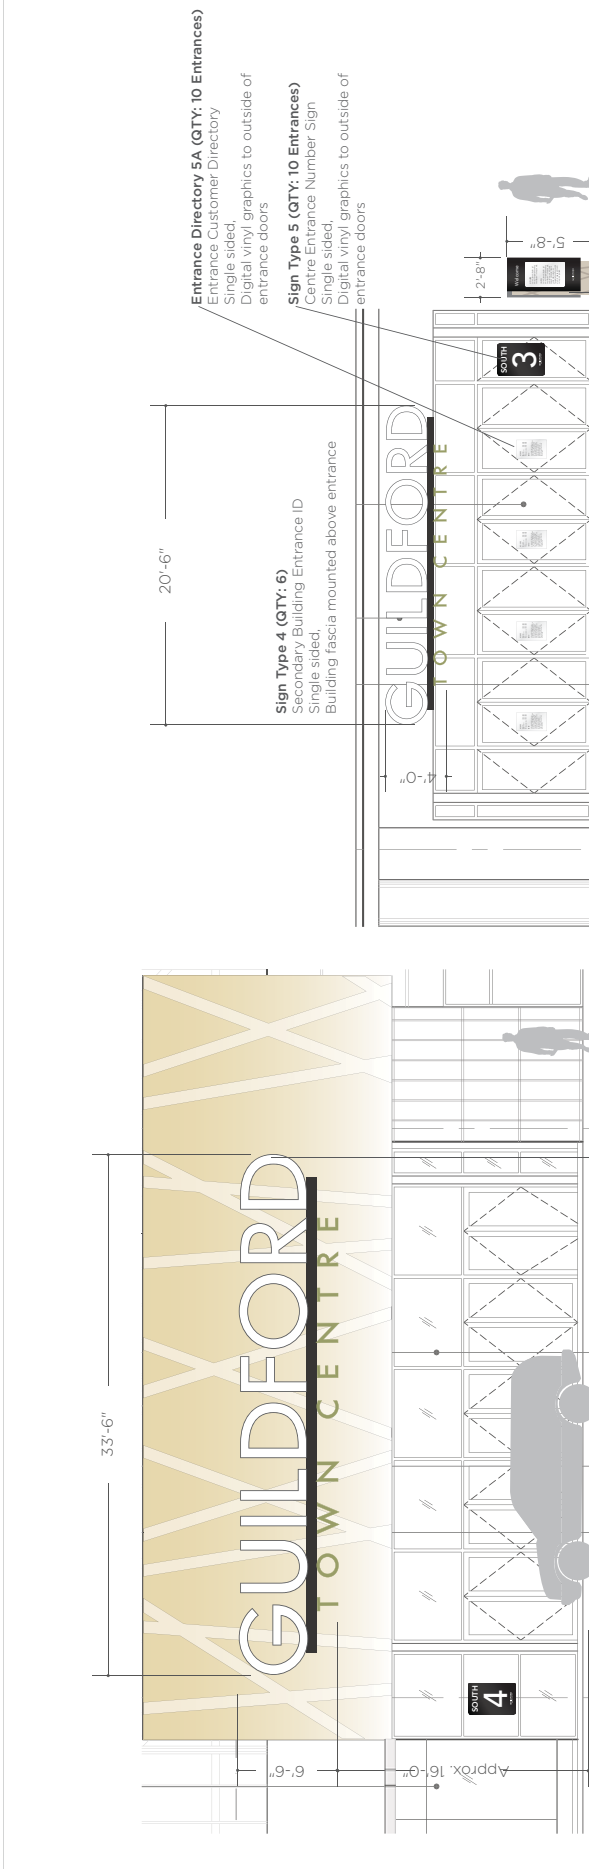 Entrance Directory 5A (QTY: 10 Entrances)
Entrance Customer Directory
Single sided,
Digital vinyl graphics to outside of
entrance doors
Sign Type 5 (QTY: 10 Entrances)
Centre Entrance Number Sign
Single sided,
Digital vinyl graphics to outside of
entrance doors
Sign Type 4 (QTY: 6)
Secondary Building Entrance ID
Single sided,
Building fascia mounted above entrance
20'-6"
4'-0"
GUILDFORD
TOWN CENTRE
SOUTH
3
2'-8"
5'-8"
Welcome
33'-6"
GUILDFORD
TOWN CENTRE
6'-6"
Approx. 16'-0"
SOUTH
4